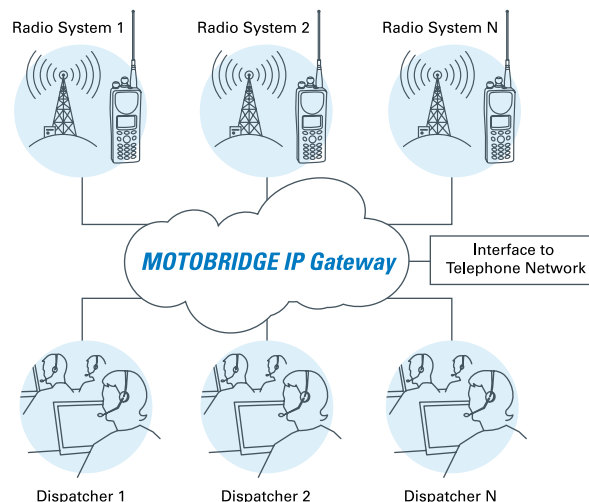 Radio System 1
Radio System 2
Radio System N
MOTOBRIDGE IP Gateway
Interface to
Telephone Network
Dispatcher 1
Dispatcher 2
Dispatcher N